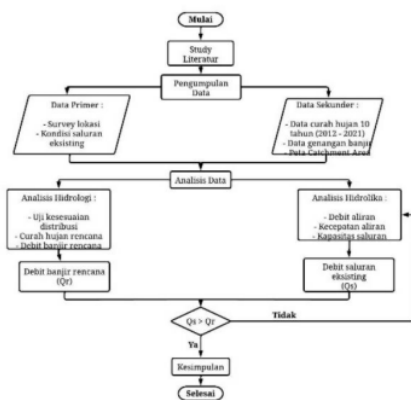 Mulai
Study
Literatur
Pengumpulan
Data
Data Primer :
- Survey lokasi
- Kondisi saluran
eksisting
Data Sekunder :
- Data curah hujan 10
tahun (2012 - 2021)
- Data genangan banjir
- Peta Catchment Area
Analisis Data
Analisis Hidrologi :
- Uji kesesuaian
distribusi
- Curah hujan rencana
- Debit banjir rencana
Analisis Hidrolika :
- Debit aliran
- Kecepatan aliran
- Kapasitas saluran
Debit banjir rencana
(Qr)
Debit saluran
eksisting
(Qs)
Qs > Qr
Tidak
Ya
Kesimpulan
Selesai